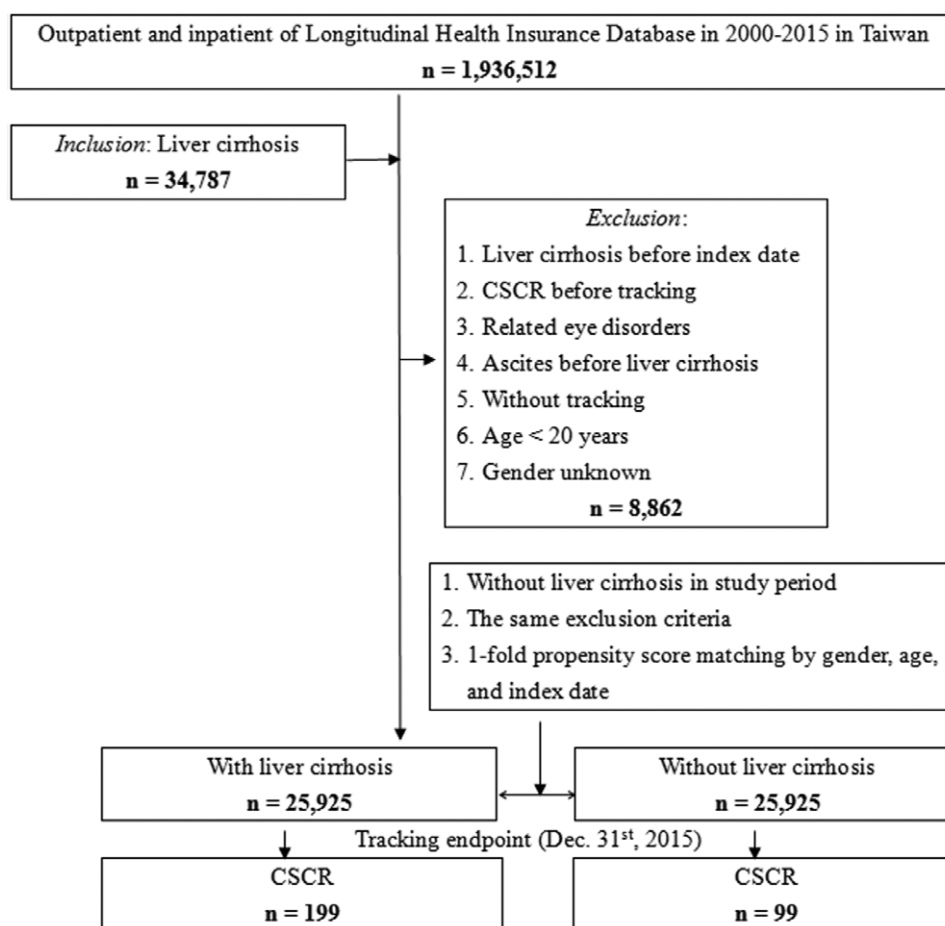 Outpatient and inpatient of Longitudinal Health Insurance Database in 2000-2015 in Taiwan
n = 1,936,512
Inclusion: Liver cirrhosis
n = 34,787
Exclusion:
1. Liver cirrhosis before index date
2. CSCR before tracking
3. Related eye disorders
4. Ascites before liver cirrhosis
5. Without tracking
6. Age < 20 years
7. Gender unknown
n = 8,862
1. Without liver cirrhosis in study period
2. The same exclusion criteria
3. 1-fold propensity score matching by gender, age,
and index date
With liver cirrhosis
n = 25,925
Without liver cirrhosis
n = 25,925
Tracking endpoint (Dec. 31st, 2015)
CSCR
n = 199
CSCR
n = 99